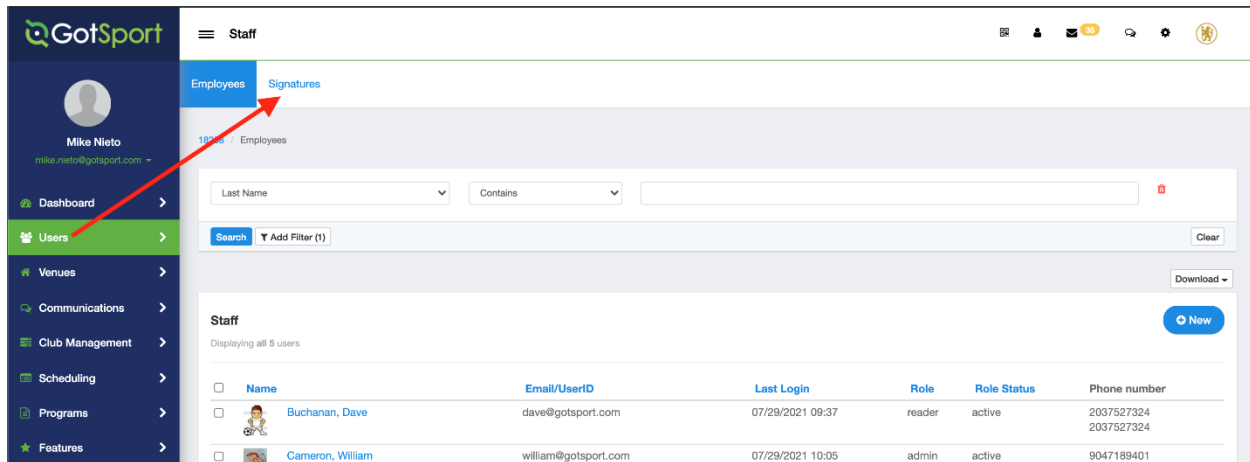 GotSport
Staff
35
Employees
Signatures
Mike Nieto
mike.nieto@gotsport.com
/ Employees
Last Name
Contains
Search
Add Filter (1)
Clear
Download
Dashboard
Users
Venues
Communications
Club Management
Scheduling
Programs
Features
Staff
New
Displaying all 5 users
Name Email/UserID Last Login Role Role Status Phone number
Buchanan, Dave dave@gotsport.com 07/29/2021 09:37 reader active 2037527324
2037527324
Cameron, William william@gotsport.com 07/29/2021 10:05 admin active 9047189401